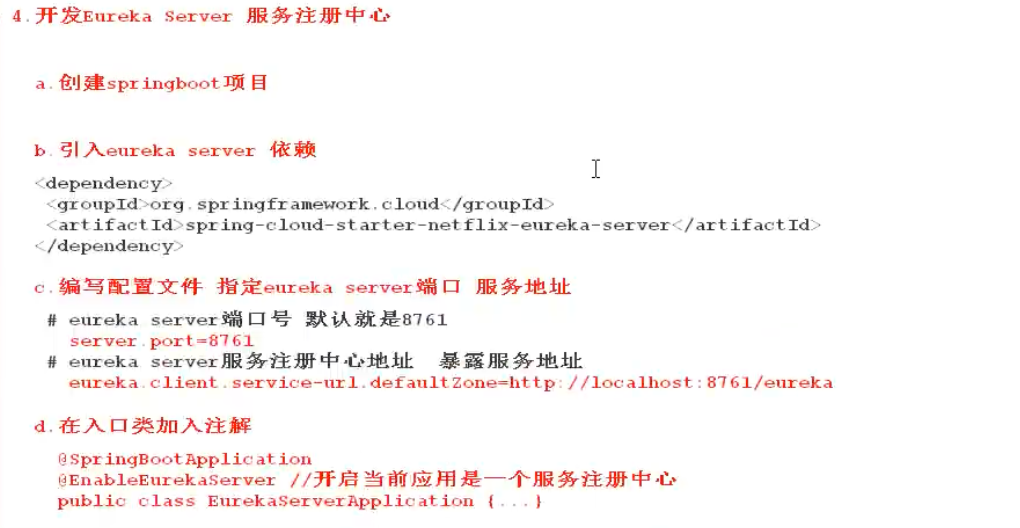 4.开发Eureka Server 服务注册中心
a.创建springboot项目
b.引入eureka server 依赖
<dependency>
<groupId>org.springframework.cloud</groupId>
<artifactId>spring-cloud-starter-netflix-eureka-server</artifactId>
</dependency>
c.编写配置文件 指定eureka server端口 服务地址
# eureka server端口号 默认就是8761
server.port=8761
# eureka server服务注册中心地址 暴露服务地址
eureka.client.service-url.defaultZone=http://localhost:8761/eureka
d.在入口类加入注解
@SpringBootApplication
@EnableEurekaServer //开启当前应用是一个服务注册中心
public class EurekaServerApplication {...}